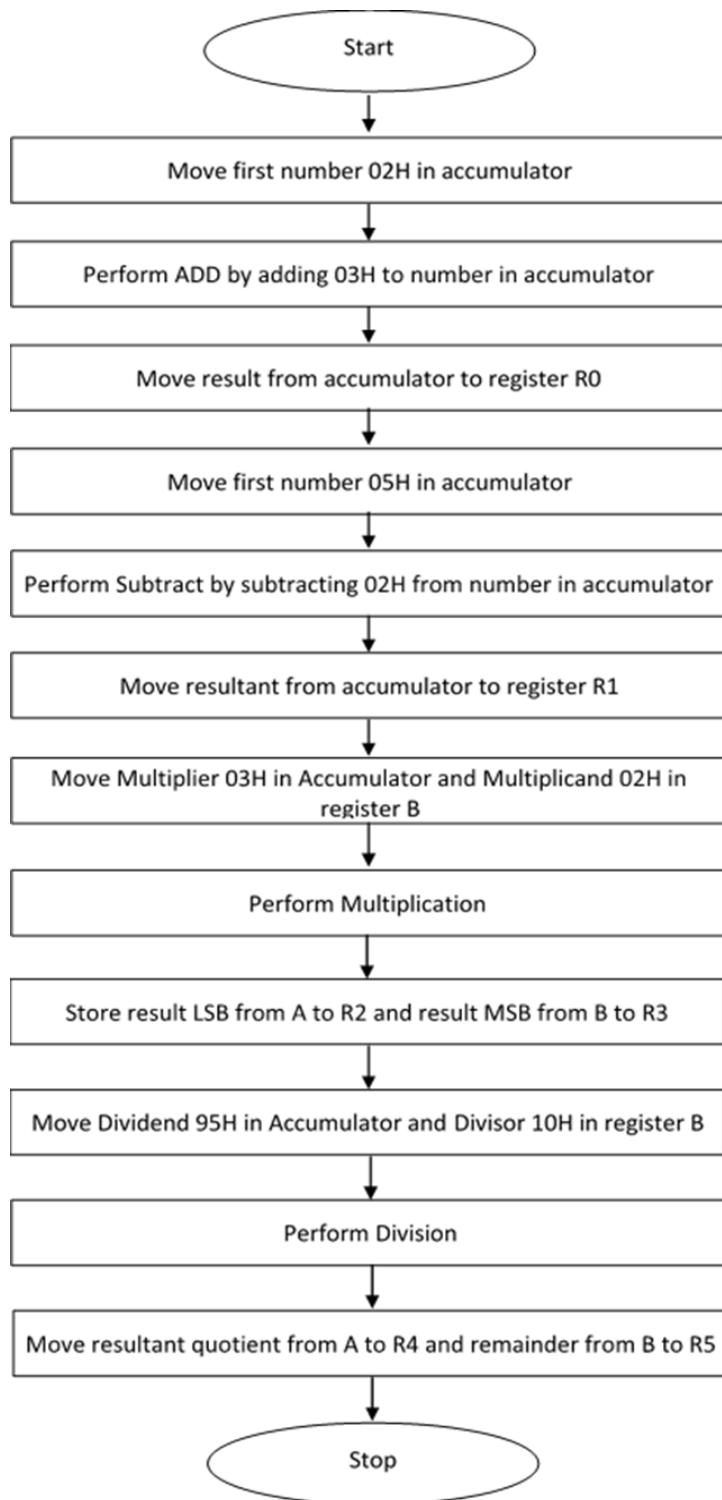 Start
Move first number 02H in accumulator
Perform ADD by adding 03H to number in accumulator
Move result from accumulator to register R0
Move first number 05H in accumulator
Perform Subtract by subtracting 02H from number in accumulator
Move resultant from accumulator to register R1
Move Multiplier 03H in Accumulator and Multiplicand 02H in
register B
Perform Multiplication
Store result LSB from A to R2 and result MSB from B to R3
Move Dividend 95H in Accumulator and Divisor 10H in register B
Perform Division
Move resultant quotient from A to R4 and remainder from B to R5
Stop